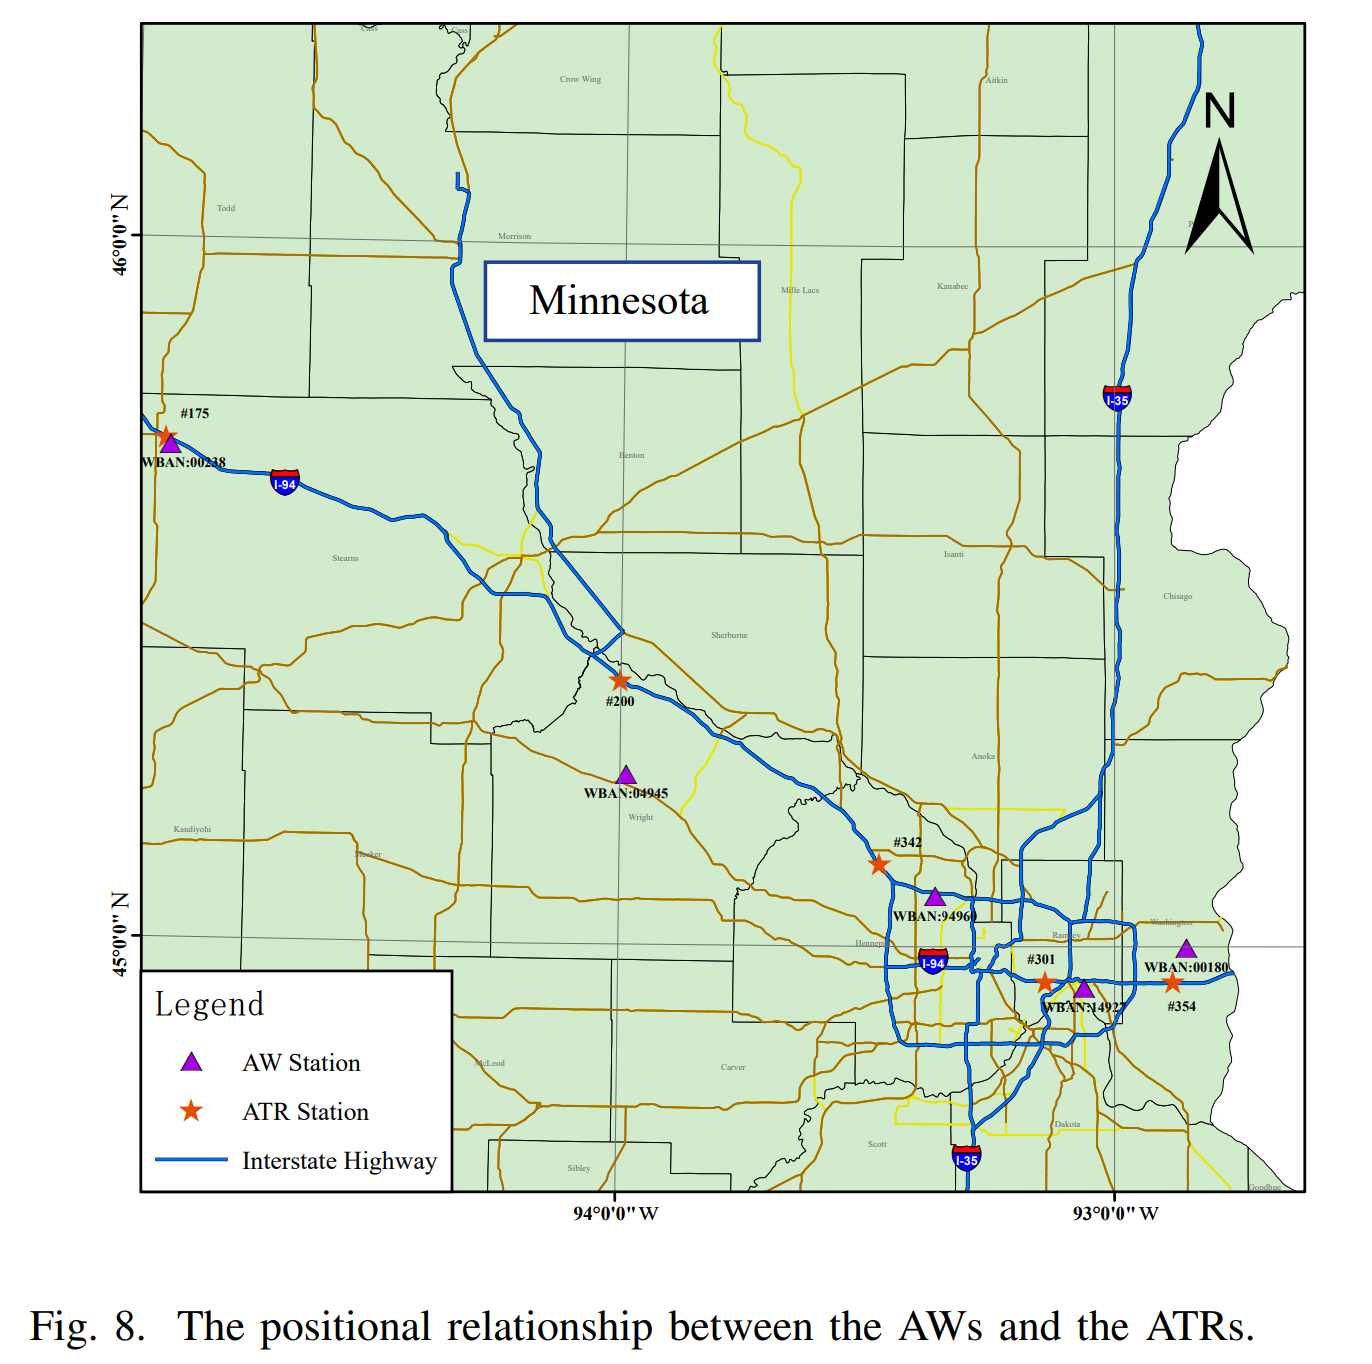 Cass
Cass
Crow Wing
Aitkin
N
Todd
46°0'0" N
Morrison
Minnesota
Mille Lacs
Kanabec
I-35
#175
WBAN:00238
Benton
I-94
Stearns
Isanti
Chisago
Sherburne
#200
Anoka
WBAN:04945
Wright
Kandiyohi
#342
Meeker
WBAN:94960
Washington
45°0'0" N
Hennepin
Ramsey
I-94
#301
WBAN:00180
WBAN:14927
#354
Legend
AW Station
ATR Station
Interstate Highway
McLeod
Carver
Dakota
Scott
I-35
Sibley
Goodhue
94°0'0" W
93°0'0" W
Fig. 8. The positional relationship between the AWs and the ATRs.